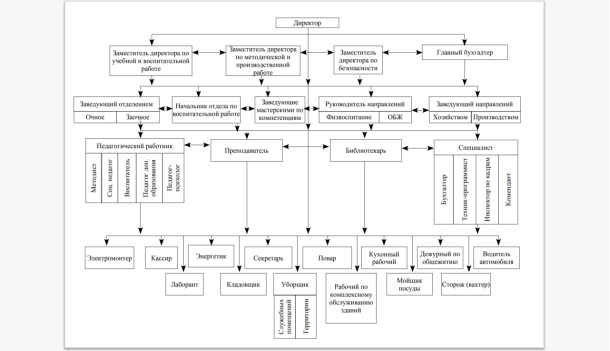 Директор
Заместитель директора по
учебной и воспитательной
работе
Заместитель директора
по методической и
производственной
работе
Заместитель
директора по
безопасности
Главный бухгалтер
Заведующий отделением
Очное
Заочное
Начальник отдела по
воспитательной работе
Заведующие
мастерскими по
компетенциям
Руководитель направлений
Физвоспитание
ОБЖ
Заведующий направлений
Хозяйством
Производством
Педагогический работник
Методист
Соц. педагог
Воспитатель
Педагог доп.
образования
Педагог-
психолог
Преподаватель
Библиотекарь
Специалист
Бухгалтер
Техник-программист
Инспектор по кадрам
Комендант
Электромонтер
Кассир
Энергетик
Секретарь
Повар
Кухонный
рабочий
Дежурный по
общежитию
Водитель
автомобиля
Лаборант
Кладовщик
Уборщик
Служебных
помещений
Территории
Рабочий по
комплексному
обслуживанию
зданий
Мойщик
посуды
Сторож (вахтер)